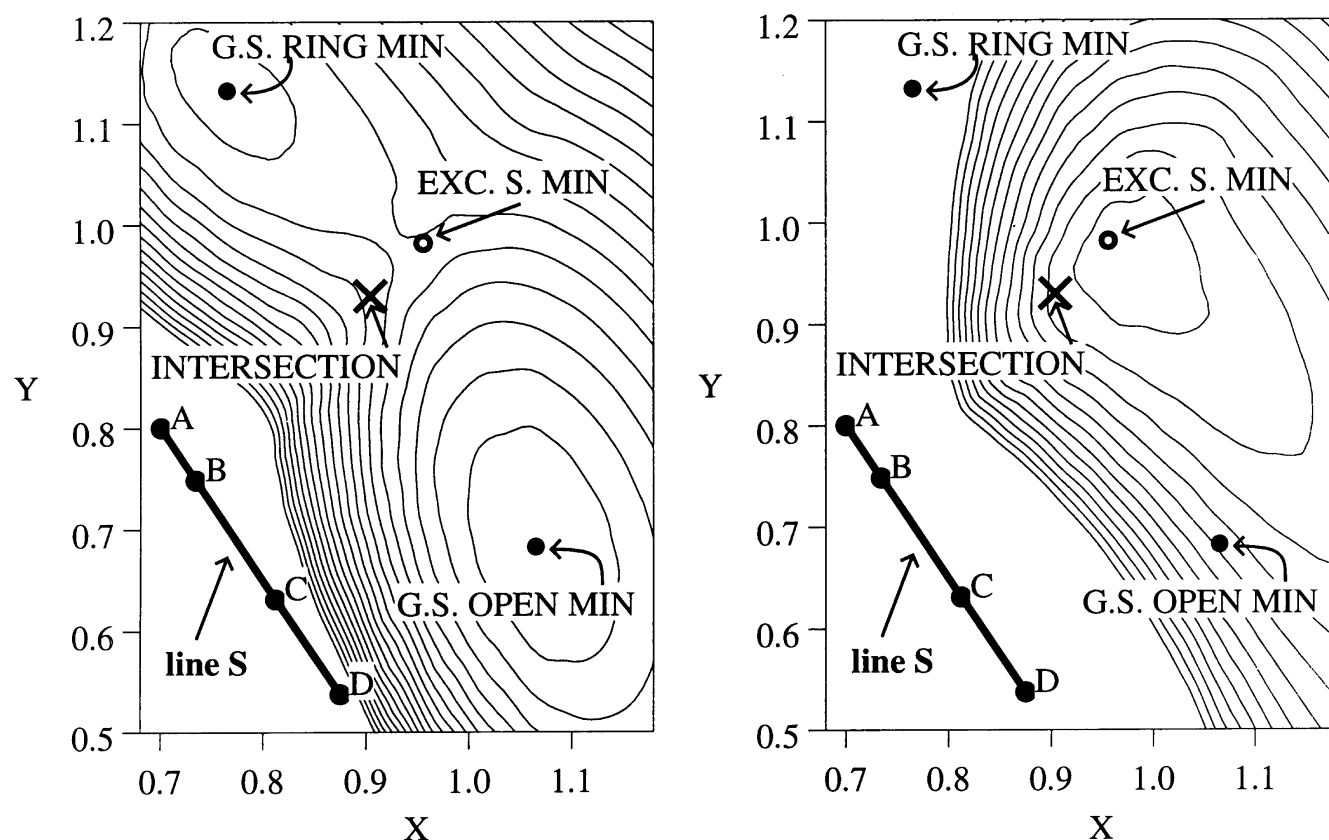 1.2
G.S. RING MIN
1.1
EXC. S. MIN
1.0
0.9
INTERSECTION
Y
0.8
A
B
0.7
C
G.S. OPEN MIN
0.6
line S
D
0.5
0.7 0.8 0.9 1.0 1.1
X
1.2
G.S. RING MIN
1.1
EXC. S. MIN
1.0
0.9
INTERSECTION
Y
0.8
A
B
0.7
C
G.S. OPEN MIN
0.6
line S
D
0.5
0.7 0.8 0.9 1.0 1.1
X